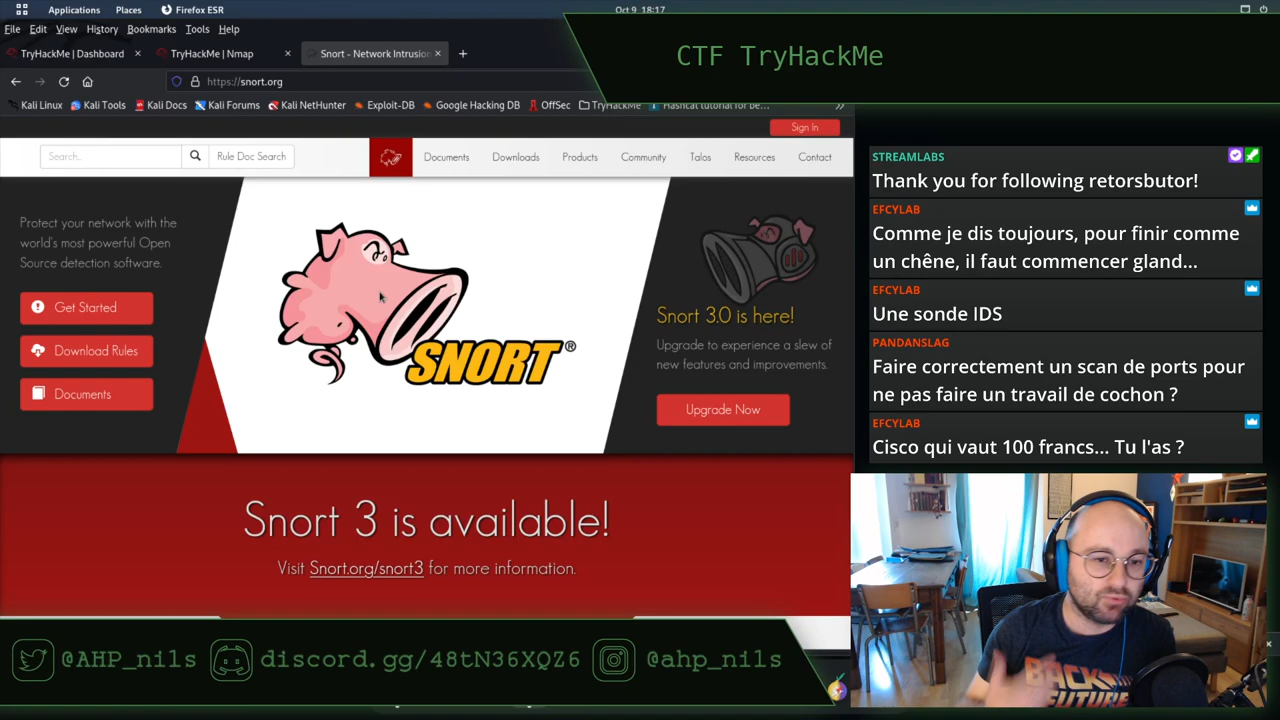 Applications Places Firefox ESR
Oct 9 18:17
File Edit View History Bookmarks Tools Help
TryHackMe | Dashboard × TryHackMe | Nmap × Snort - Network Intrusion × +
https://snort.org
Kali Linux Kali Tools Kali Docs Kali Forums Kali NetHunter Exploit-DB Google Hacking DB OffSec TryHackMe Hashcat tutorial for be… »
CTF TryHackMe
Sign In
Search.. Rule Doc Search Documents Downloads Products Community Talos Resources Contact
Protect your network with the
world's most powerful Open
Source detection software.
Get Started
Download Rules
Documents
SNORT®
Snort 3.0 is here!
Upgrade to experience a slew of
new features and improvements.
Upgrade Now
Snort 3 is available!
Visit Snort.org/snort3 for more information.
STREAMLABS
Thank you for following retorsbutor!
EFCYLAB
Comme je dis toujours, pour finir comme
un chêne, il faut commencer gland...
EFCYLAB
Une sonde IDS
PANDANSLAG
Faire correctement un scan de ports pour
ne pas faire un travail de cochon ?
EFCYLAB
Cisco qui vaut 100 francs... Tu l'as ?
BACK
FUTURE
@AHP_nils discord.gg/48tN36XQZ6 @ahp_nils